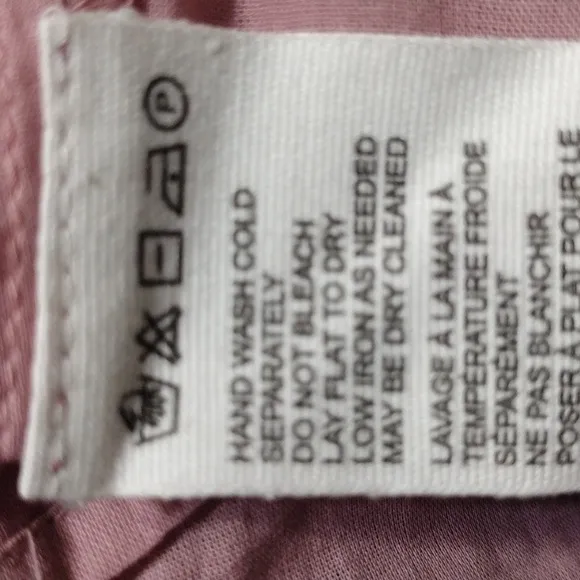 P
HAND WASH COLD
SEPARATELY
DO NOT BLEACH
LAY FLAT TO DRY
LOW IRON AS NEEDED
MAY BE DRY CLEANED
LAVAGE À LA MAIN À
TEMPÉRATURE FROIDE
SÉPARÉMENT
NE PAS BLANCHIR
POSER À PLAT POUR LE